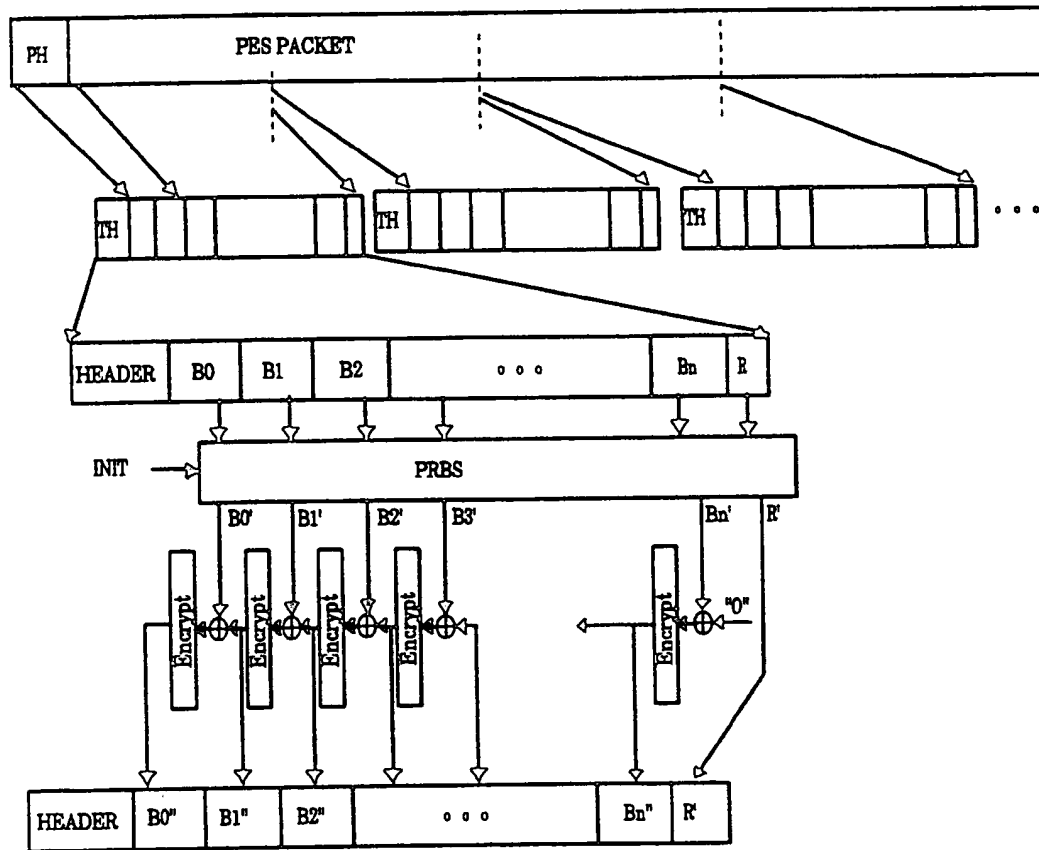 PH PES PACKET
TH TH TH
HEADER B0 B1 B2 Bn R
INIT PRBS
B0' B1' B2' B3' Bn' R'
Encrypt Encrypt Encrypt Encrypt Encrypt "0"
HEADER B0" B1" B2" Bn" R'